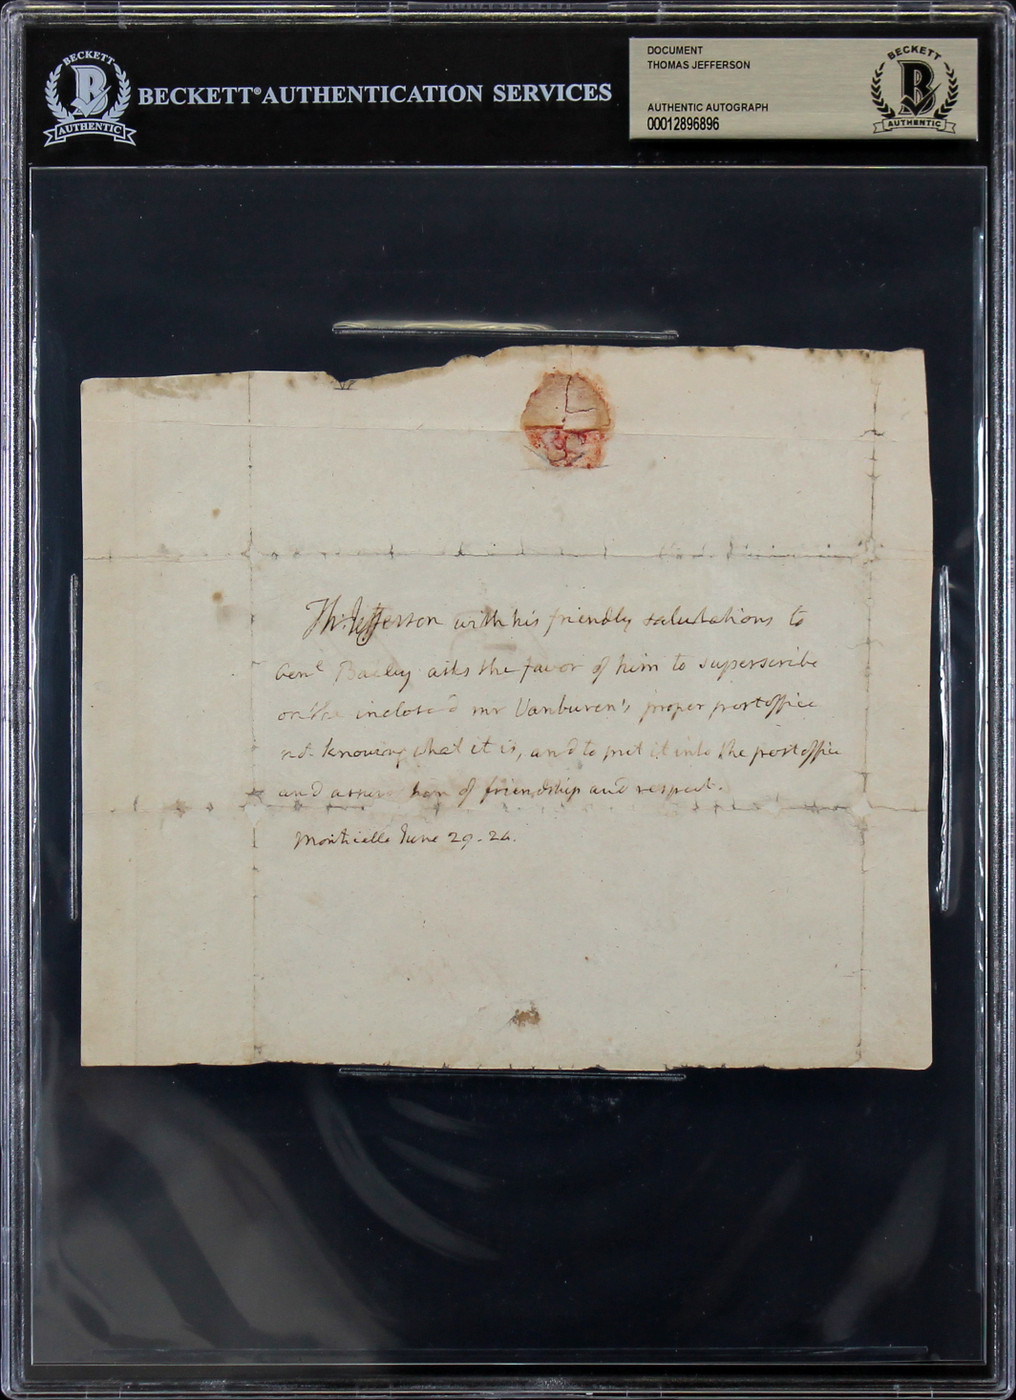 BECKETT
B
AUTHENTIC
BECKETT® AUTHENTICATION SERVICES
DOCUMENT
THOMAS JEFFERSON
AUTHENTIC AUTOGRAPH
00012896896
BECKETT
B
AUTHENTIC
Th: Jefferson with his friendly salutations to
Genl Bailey asks the favor of him to superscribe
on the inclosed mr Vanburen's proper post office
not knowing what it is, and to put it into the post office
and assures him of friendship and respect.
Monticello June 29. 24.